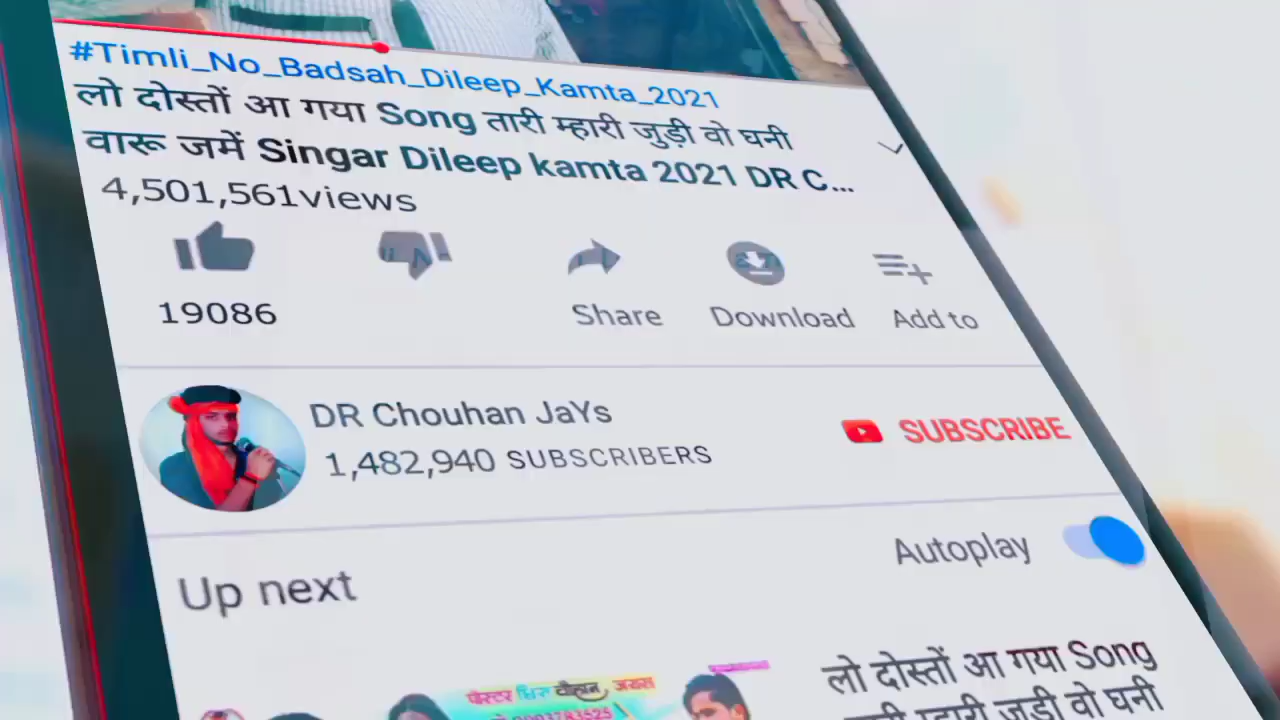 #Timli_No_Badsah_Dileep_Kamta_2021
लो दोस्तों आ गया Song तारी म्हारी जुड़ी वो घनी
वारू जमें Singar Dileep kamta 2021 DR C...
4,501,561views
19086
Share
Download
Add to
DR Chouhan JaYs
1,482,940 SUBSCRIBERS
SUBSCRIBE
Autoplay
Up next
लो दोस्तों आ गया Song
म्हारी जुड़ी वो घनी